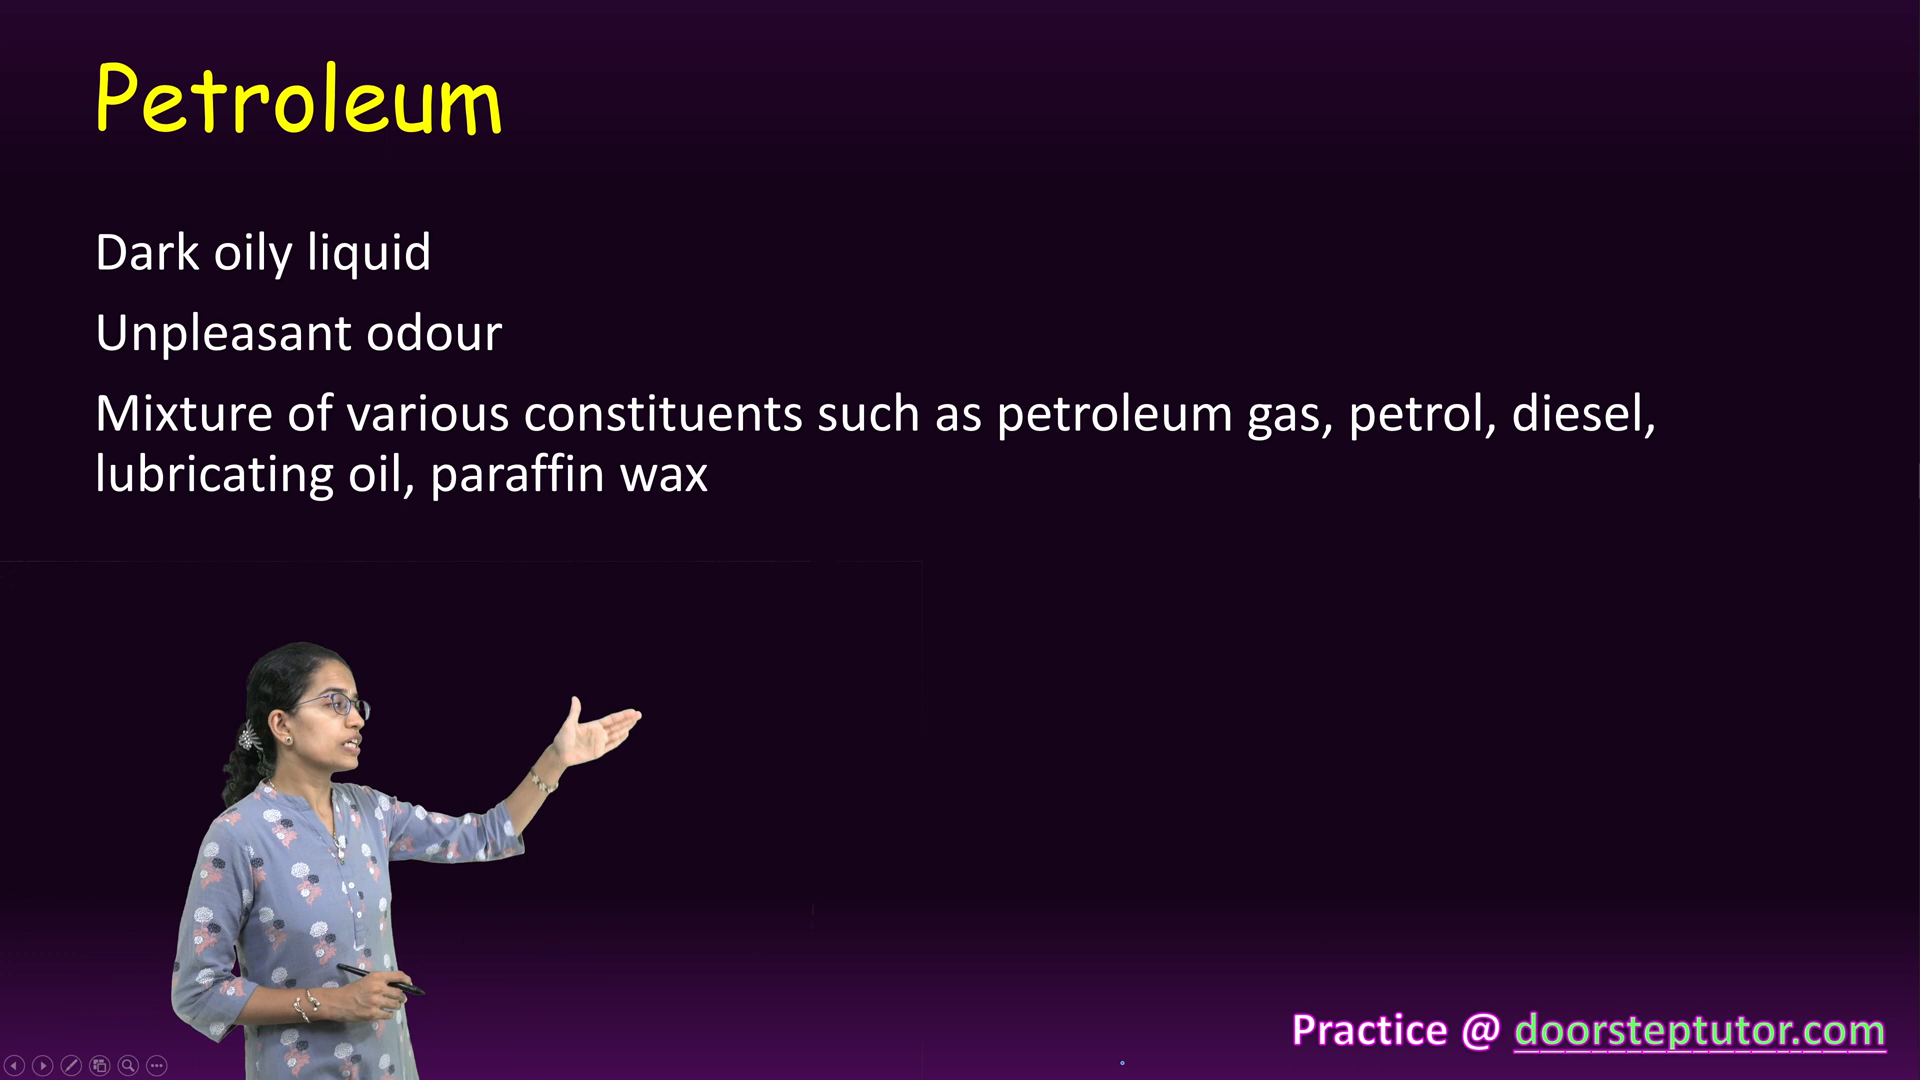 Petroleum
Dark oily liquid
Unpleasant odour
Mixture of various constituents such as petroleum gas, petrol, diesel,
lubricating oil, paraffin wax
Practice @ doorsteptutor.com